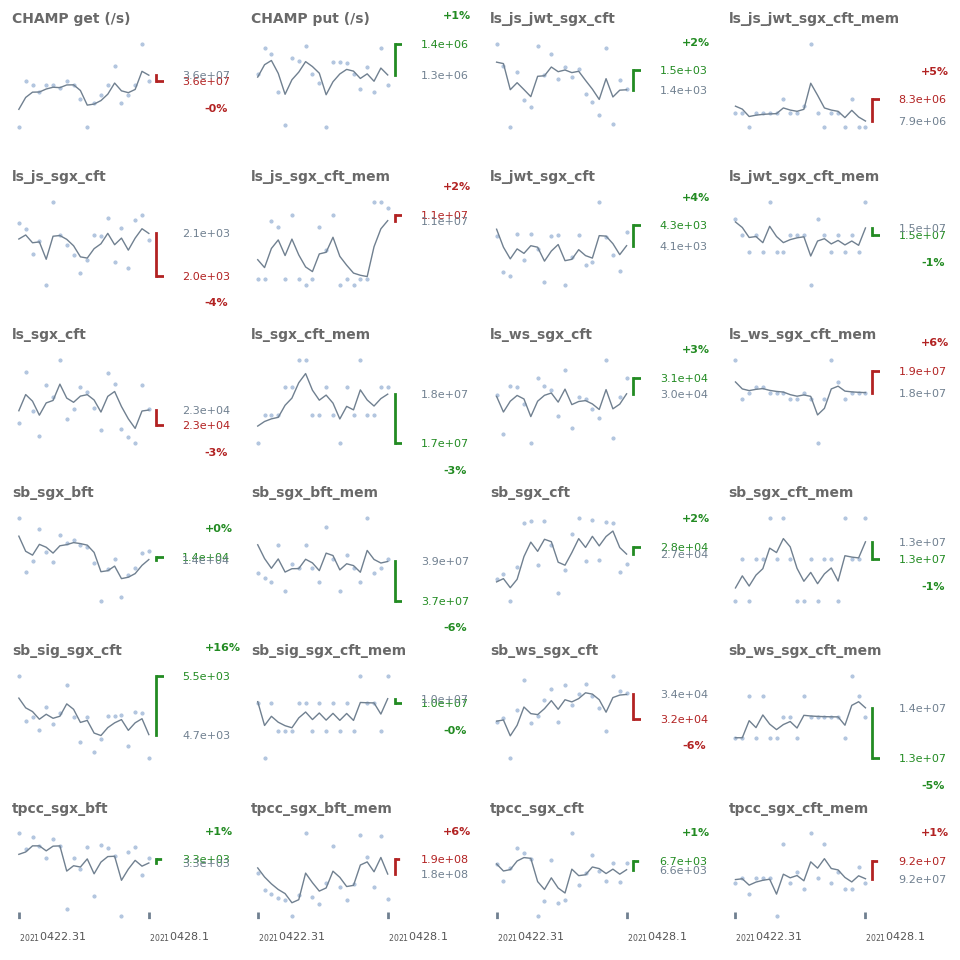 CHAMP get (/s)
3.6e+07
3.6e+07
-0%
CHAMP put (/s)
+1%
1.4e+06
1.3e+06
ls_js_jwt_sgx_cft
+2%
1.5e+03
1.4e+03
ls_js_jwt_sgx_cft_mem
+5%
8.3e+06
7.9e+06
ls_js_sgx_cft
2.1e+03
2.0e+03
-4%
ls_js_sgx_cft_mem
+2%
1.1e+07
1.1e+07
ls_jwt_sgx_cft
+4%
4.3e+03
4.1e+03
ls_jwt_sgx_cft_mem
1.5e+07
1.5e+07
-1%
ls_sgx_cft
2.3e+04
2.3e+04
-3%
ls_sgx_cft_mem
1.8e+07
1.7e+07
-3%
ls_ws_sgx_cft
+3%
3.1e+04
3.0e+04
ls_ws_sgx_cft_mem
+6%
1.9e+07
1.8e+07
sb_sgx_bft
+0%
1.4e+04
1.4e+04
sb_sgx_bft_mem
3.9e+07
3.7e+07
-6%
sb_sgx_cft
+2%
2.8e+04
2.7e+04
sb_sgx_cft_mem
1.3e+07
1.3e+07
-1%
sb_sig_sgx_cft
+16%
5.5e+03
4.7e+03
sb_sig_sgx_cft_mem
1.0e+07
1.0e+07
-0%
sb_ws_sgx_cft
3.4e+04
3.2e+04
-6%
sb_ws_sgx_cft_mem
1.4e+07
1.3e+07
-5%
tpcc_sgx_bft
+1%
3.3e+03
3.3e+03
2021 0422.31
2021 0428.1
tpcc_sgx_bft_mem
+6%
1.9e+08
1.8e+08
2021 0422.31
2021 0428.1
tpcc_sgx_cft
+1%
6.7e+03
6.6e+03
2021 0422.31
2021 0428.1
tpcc_sgx_cft_mem
+1%
9.2e+07
9.2e+07
2021 0422.31
2021 0428.1